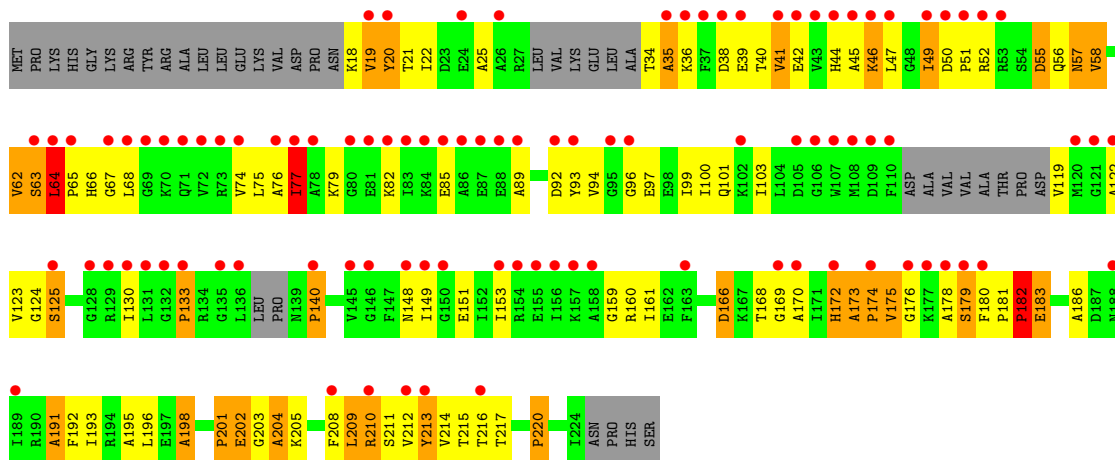 MET PRO LYS HIS GLY LYS ARG TYR ARG ALA LEU LEU GLU LYS VAL ASP PRO ASN K18 V19 Y20 T21 I22 D23 E24 A25 A26 R27 LEU VAL LYS GLU LEU ALA T34 A35 K36 F37 D38 E39 T40 V41 E42 V43 H44 A45 K46 L47 G48 I49 D50 P51 R52 R53 S54 D55 Q56 N57 V58
V62 S63 L64 P65 H66 G67 L68 G69 K70 Q71 V72 R73 V74 L75 A76 I77 A78 K79 G80 E81 K82 I83 K84 E85 A86 E87 E88 A89 D92 Y93 V94 G95 G96 E97 E98 I99 I100 Q101 K102 I103 L104 D105 G106 W107 M108 D109 F110 ASP ALA VAL VAL ALA THR PRO ASP V119 M120 G121 A122
V123 G124 S125 G128 R129 I130 L131 G132 P133 R134 G135 L136 LEU PRO N139 P140 V145 G146 F147 N148 I149 G150 E151 I152 I153 R154 E155 I156 K157 A158 G159 R160 I161 E162 F163 D166 K167 T168 G169 A170 I171 H172 A173 P174 V175 G176 K177 A178 S179 F180 P181 P182 E183 A186 D187 N188
I189 R190 A191 F192 I193 R194 A195 L196 E197 A198 P201 E202 G203 A204 K205 F208 L209 R210 S211 V212 Y213 V214 T215 T216 T217 P220 I224 ASN PRO HIS SER